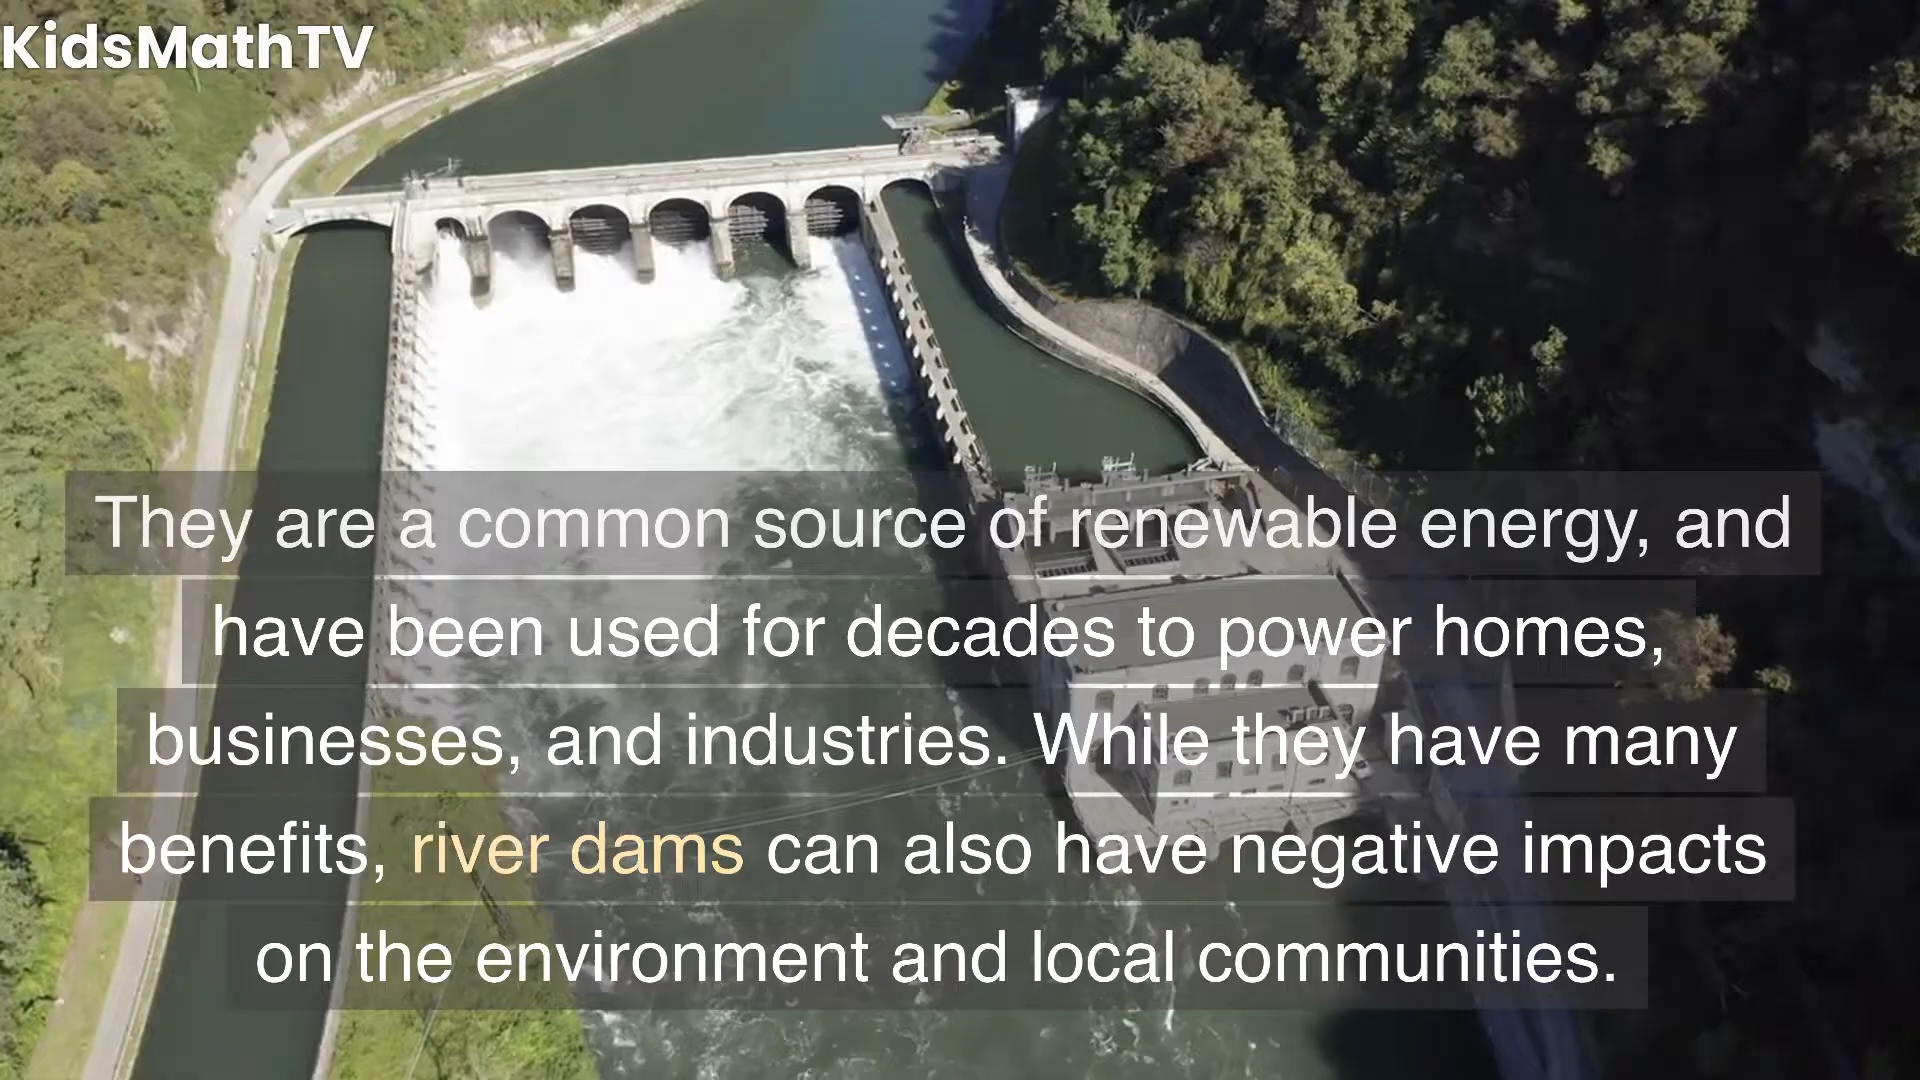 KidsMathTV
They are a common source of renewable energy, and
have been used for decades to power homes,
businesses, and industries. While they have many
benefits, river dams can also have negative impacts
on the environment and local communities.